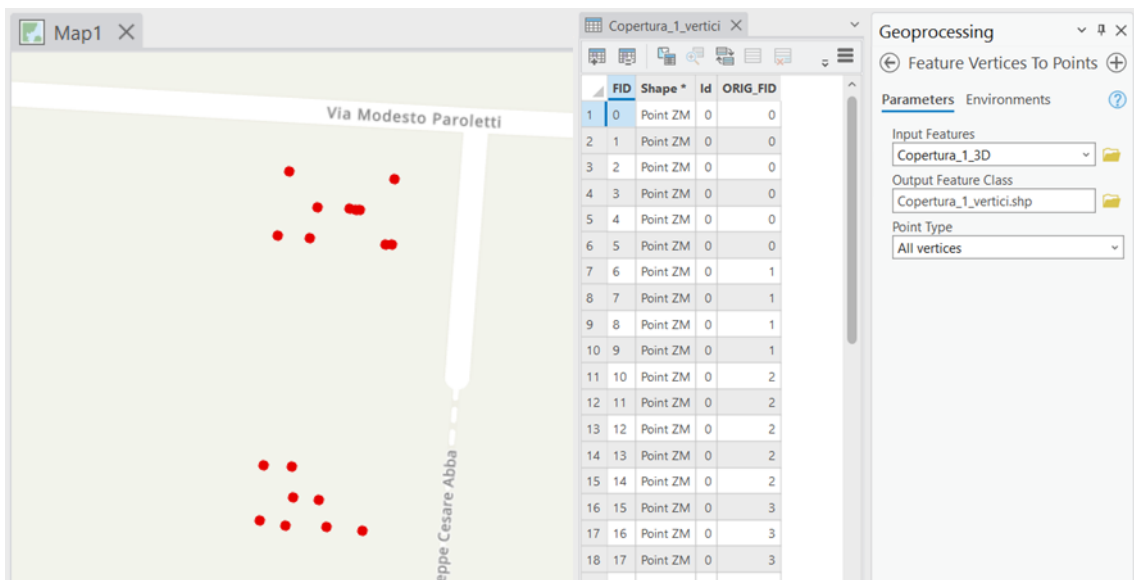 Map1
Via Modesto Paroletti
eppe Cesare Abba
Copertura_1_vertici
FID Shape * Id ORIG_FID
1 0 Point ZM 0 0
2 1 Point ZM 0 0
3 2 Point ZM 0 0
4 3 Point ZM 0 0
5 4 Point ZM 0 0
6 5 Point ZM 0 0
7 6 Point ZM 0 1
8 7 Point ZM 0 1
9 8 Point ZM 0 1
10 9 Point ZM 0 1
11 10 Point ZM 0 2
12 11 Point ZM 0 2
13 12 Point ZM 0 2
14 13 Point ZM 0 2
15 14 Point ZM 0 2
16 15 Point ZM 0 3
17 16 Point ZM 0 3
18 17 Point ZM 0 3
Geoprocessing
Feature Vertices To Points
Parameters Environments
Input Features
Copertura_1_3D
Output Feature Class
Copertura_1_vertici.shp
Point Type
All vertices